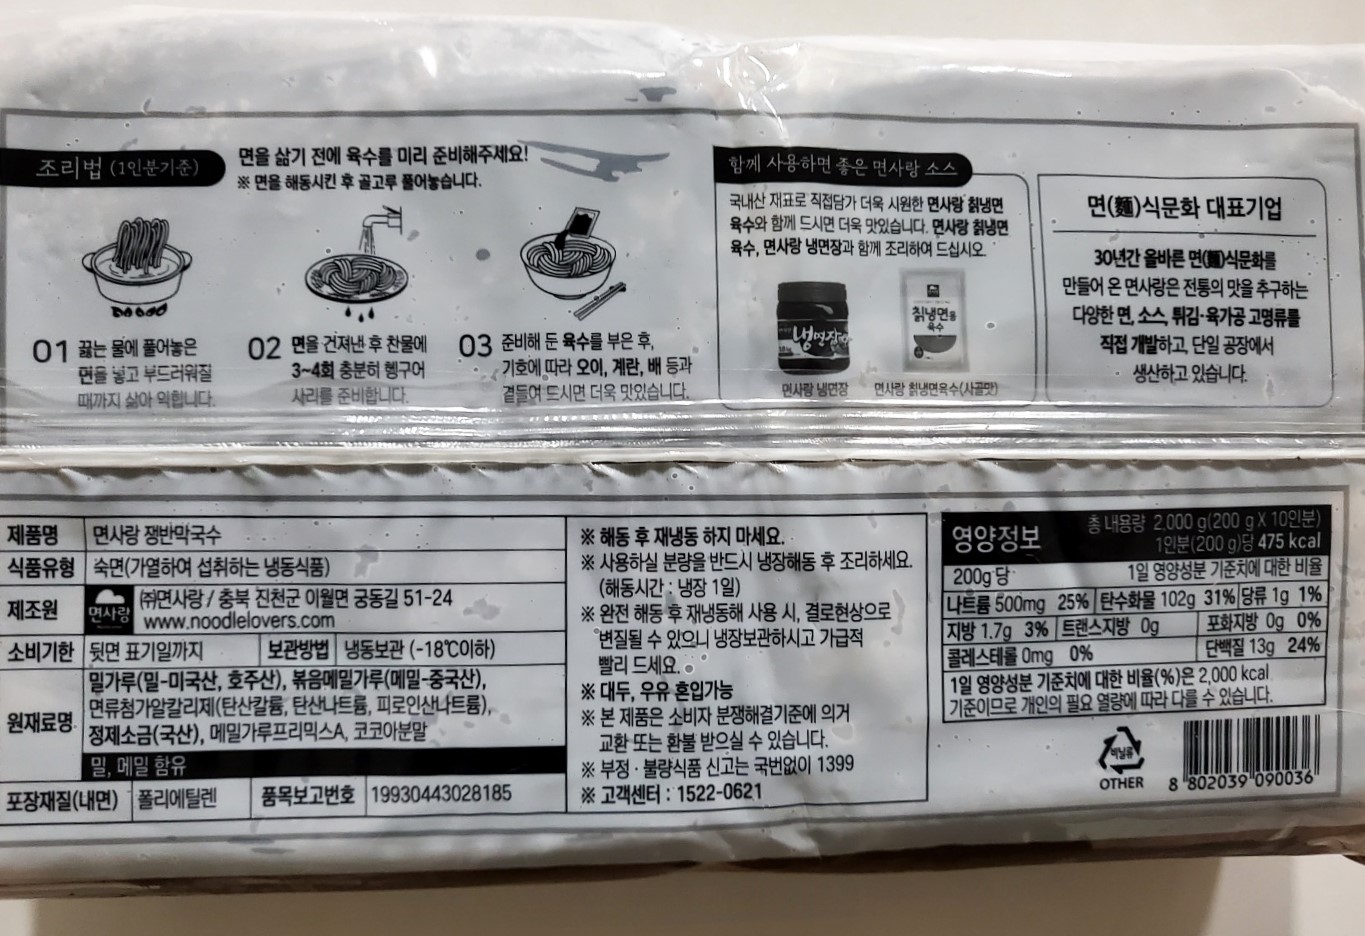 조리법 (1인분기준)
면을 삶기 전에 육수를 미리 준비해주세요!
※ 면을 해동시킨 후 골고루 풀어놓습니다.
01 끓는 물에 풀어놓은
면을 넣고 부드러워질
때까지 삶아 익힙니다.
02 면을 건져낸 후 찬물에
3~4회 충분히 헹구어
사리를 준비합니다.
03 준비해 둔 육수를 부은 후,
기호에 따라 오이, 계란, 배 등과
곁들여 드시면 더욱 맛있습니다.
함께 사용하면 좋은 면사랑 소스
국내산 재료로 직접담가 더욱 시원한 면사랑 칡냉면
육수와 함께 드시면 더욱 맛있습니다. 면사랑 칡냉면
육수, 면사랑 냉면장과 함께 조리하여 드십시오.
냉면장
칡냉면용
육수
면사랑 냉면장
면사랑 칡냉면육수(사골맛)
면(麵)식문화 대표기업
30년간 올바른 면(麵)식문화를
만들어 온 면사랑은 전통의 맛을 추구하는
다양한 면, 소스, 튀김·육가공 고명류를
직접 개발하고, 단일 공장에서
생산하고 있습니다.
제품명 면사랑 쟁반막국수
식품유형 숙면(가열하여 섭취하는 냉동식품)
제조원 면사랑 ㈜면사랑 / 충북 진천군 이월면 궁동길 51-24
www.noodlelovers.com
소비기한 뒷면 표기일까지 보관방법 냉동보관 (-18℃이하)
원재료명 밀가루(밀-미국산, 호주산), 볶음메밀가루(메밀-중국산),
면류첨가알칼리제(탄산칼륨, 탄산나트륨, 피로인산나트륨),
정제소금(국산), 메밀가루프리믹스A, 코코아분말
밀, 메밀 함유
포장재질(내면) 폴리에틸렌 품목보고번호 19930443028185
※ 해동 후 재냉동 하지 마세요.
※ 사용하실 분량을 반드시 냉장해동 후 조리하세요.
(해동시간 : 냉장 1일)
※ 완전 해동 후 재냉동해 사용 시, 결로현상으로
변질될 수 있으니 냉장보관하시고 가급적
빨리 드세요.
※ 대두, 우유 혼입가능
※ 본 제품은 소비자 분쟁해결기준에 의거
교환 또는 환불 받으실 수 있습니다.
※ 부정·불량식품 신고는 국번없이 1399
※ 고객센터 : 1522-0621
영양정보 총 내용량 2,000 g(200 g X 10인분)
1인분(200 g)당 475 kcal
200g 당 1일 영양성분 기준치에 대한 비율
나트륨 500mg 25% 탄수화물 102g 31% 당류 1g 1%
지방 1.7g 3% 트랜스지방 0g 포화지방 0g 0%
콜레스테롤 0mg 0% 단백질 13g 24%
1일 영양성분 기준치에 대한 비율(%)은 2,000 kcal
기준이므로 개인의 필요 열량에 따라 다를 수 있습니다.
비닐류
OTHER
8 802039 090036